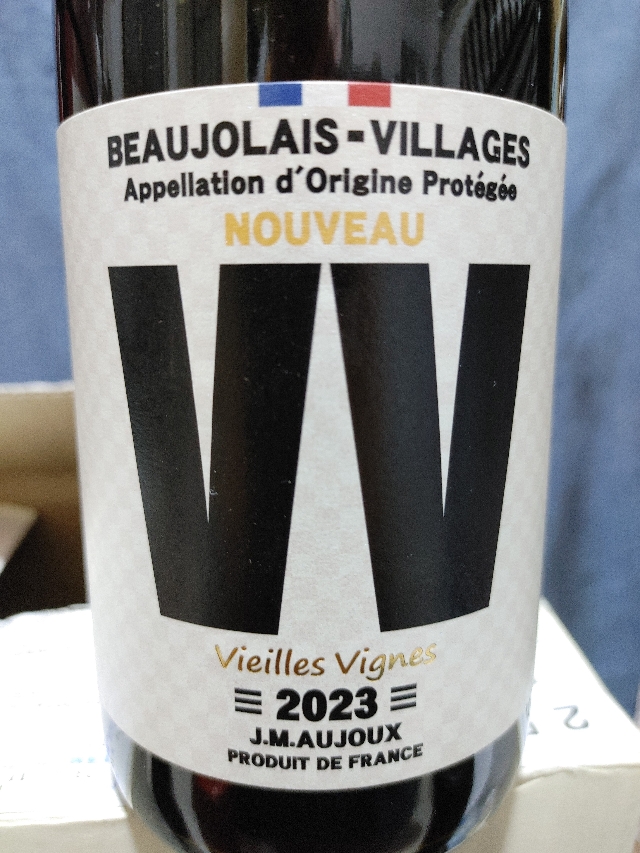 BEAUJOLAIS-VILLAGES
Appellation d'Origine Protégée
NOUVEAU
VV
Vieilles Vignes
2023
J.M.AUJOUX
PRODUIT DE FRANCE